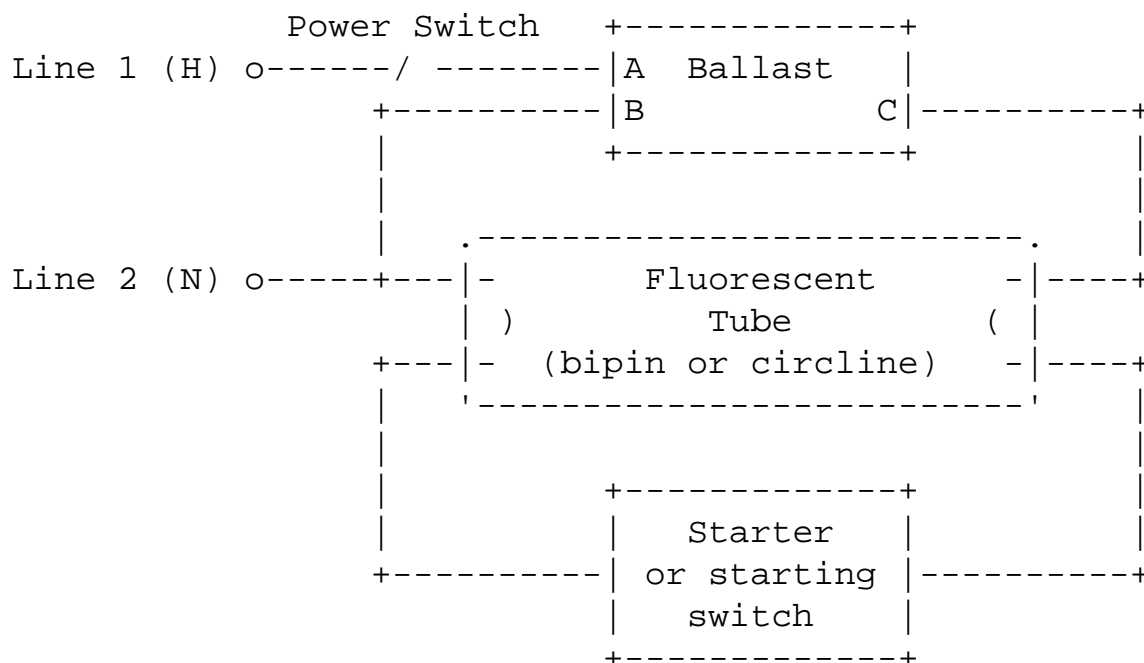 Power Switch
Line 1 (H) o------/ --------|A Ballast |
B C
Line 2 (N) o-----+---|- Fluorescent -|----+
Tube
(bipin or circline)
Starter
or starting
switch